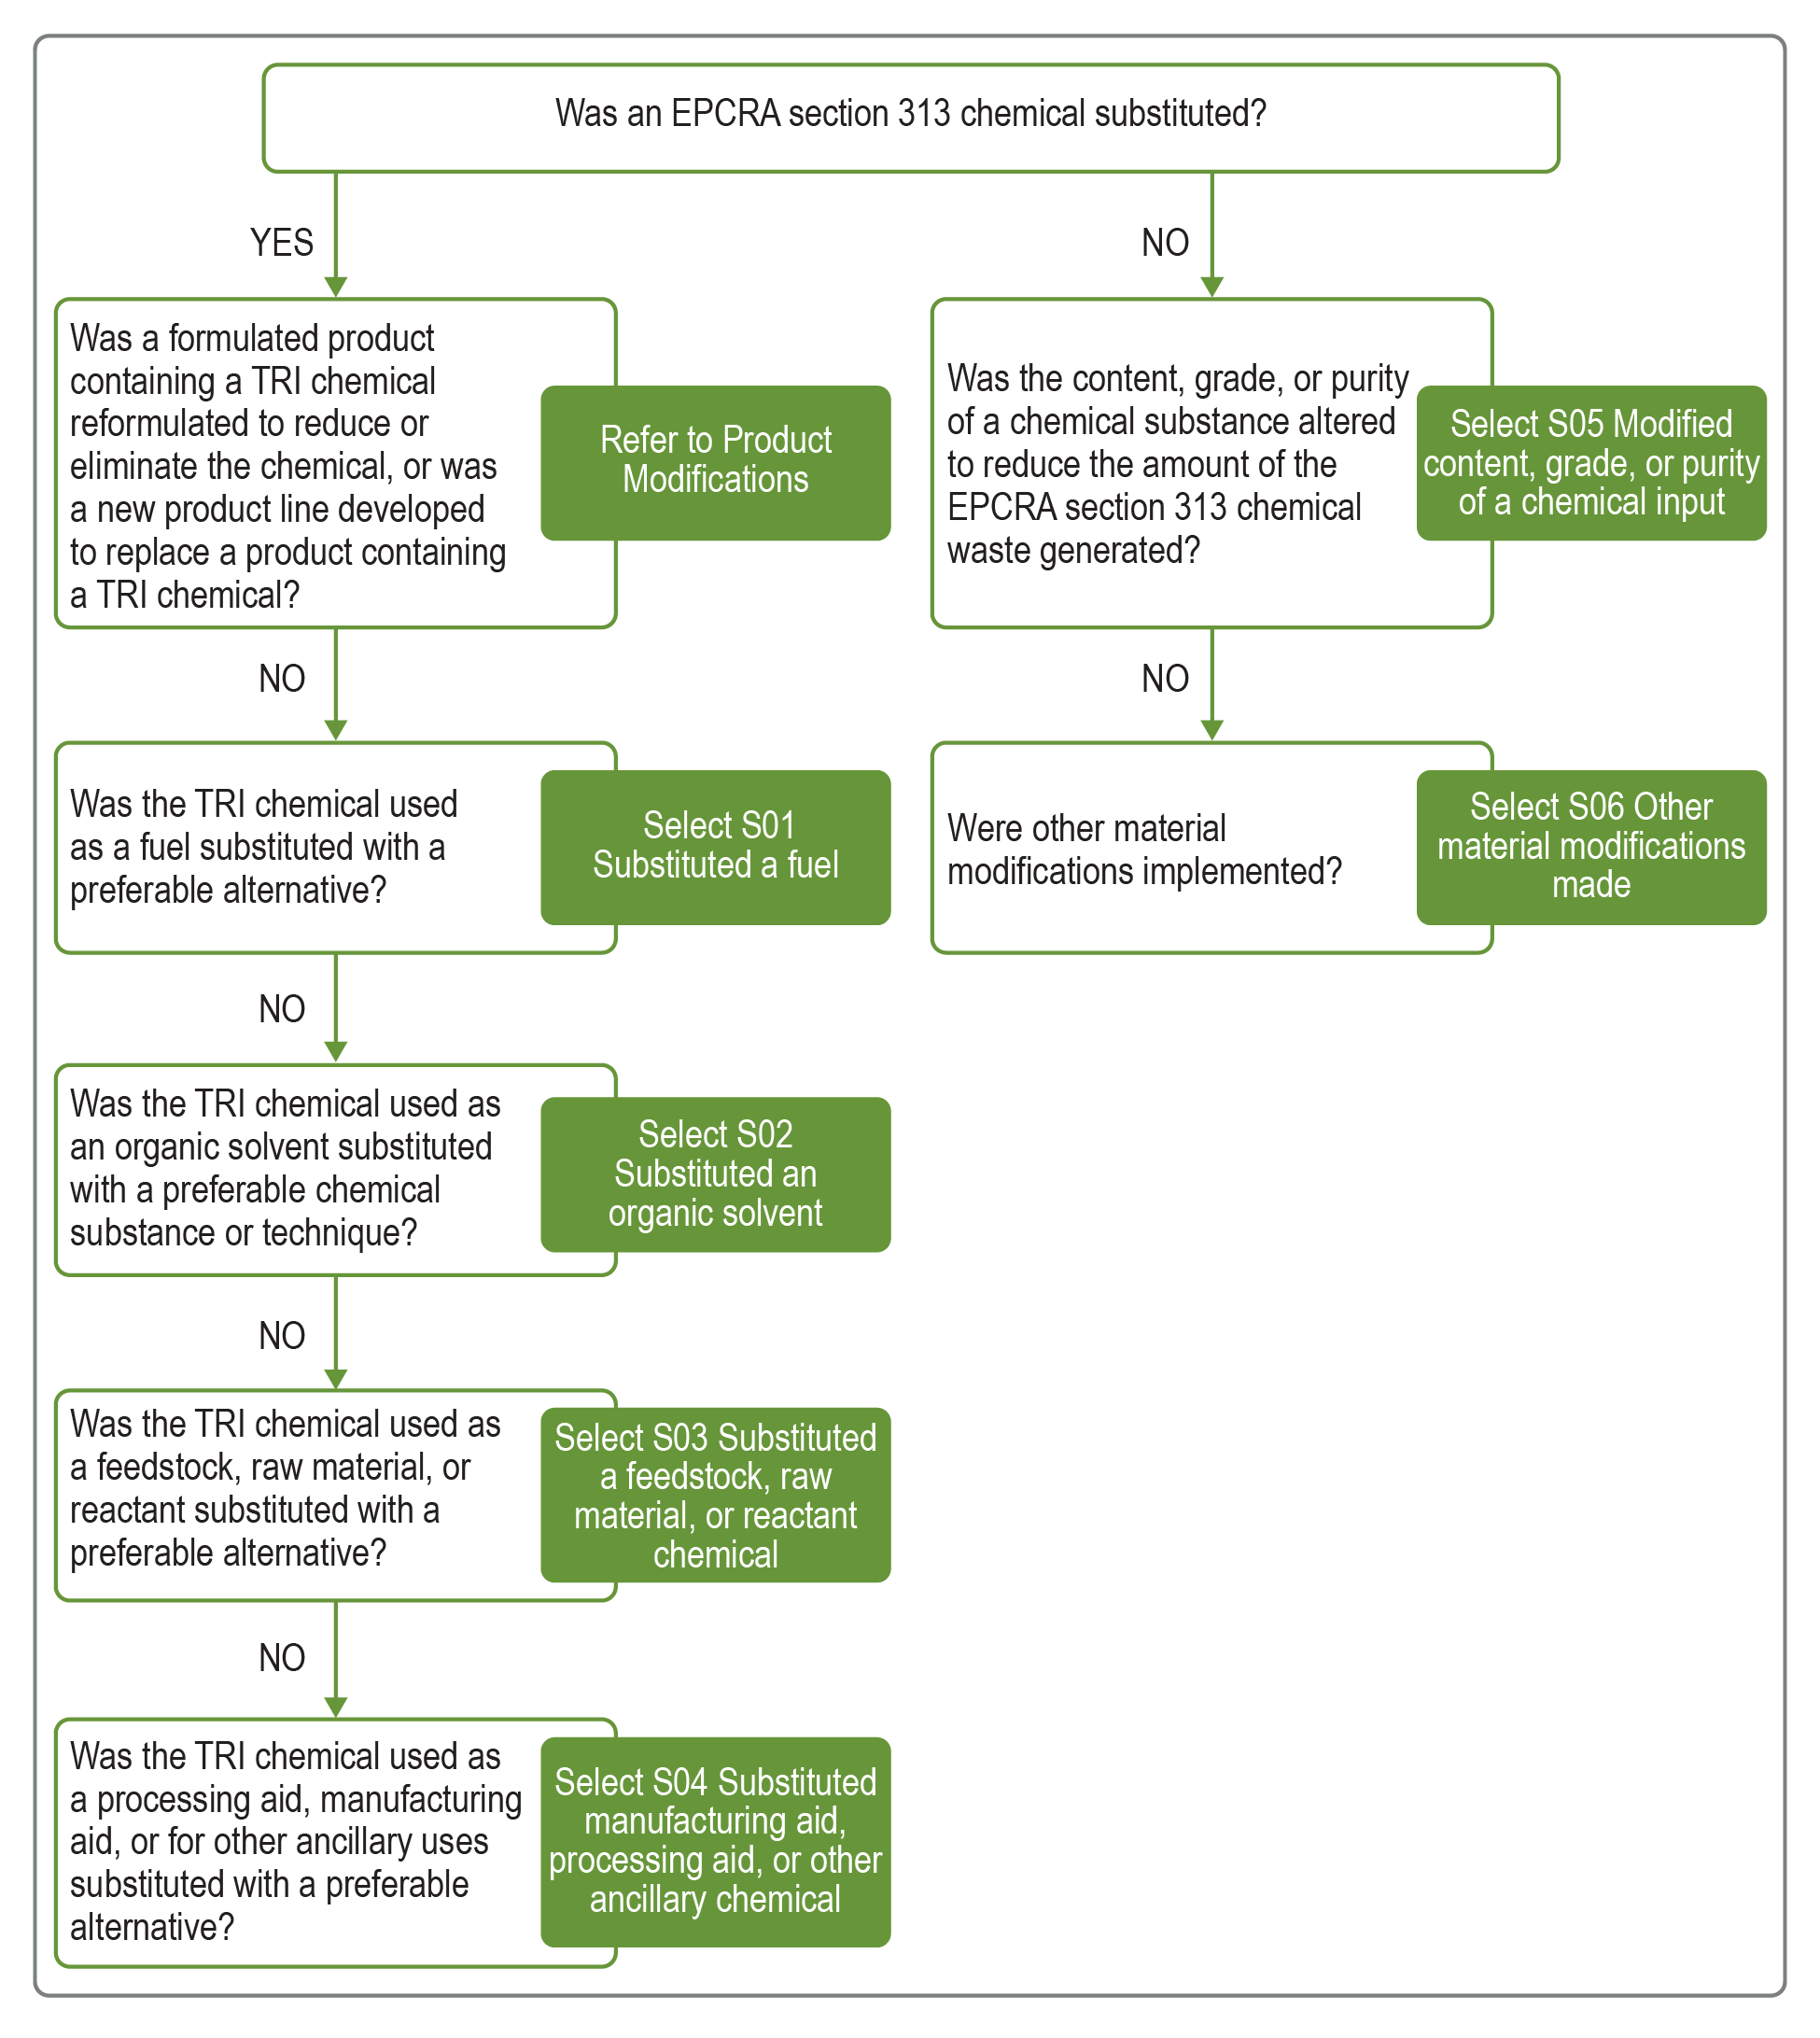 Was an EPCRA section 313 chemical substituted?
YES
NO
Was a formulated product
containing a TRI chemical
reformulated to reduce or
eliminate the chemical, or was
a new product line developed
to replace a product containing
a TRI chemical?
Refer to Product
Modifications
Was the content, grade, or purity
of a chemical substance altered
to reduce the amount of the
EPCRA section 313 chemical
waste generated?
Select S05 Modified
content, grade, or purity
of a chemical input
NO
NO
Was the TRI chemical used
as a fuel substituted with a
preferable alternative?
Select S01
Substituted a fuel
Were other material
modifications implemented?
Select S06 Other
material modifications
made
NO
Was the TRI chemical used as
an organic solvent substituted
with a preferable chemical
substance or technique?
Select S02
Substituted an
organic solvent
NO
Was the TRI chemical used as
a feedstock, raw material, or
reactant substituted with a
preferable alternative?
Select S03 Substituted
a feedstock, raw
material, or reactant
chemical
NO
Was the TRI chemical used as
a processing aid, manufacturing
aid, or for other ancillary uses
substituted with a preferable
alternative?
Select S04 Substituted
manufacturing aid,
processing aid, or other
ancillary chemical